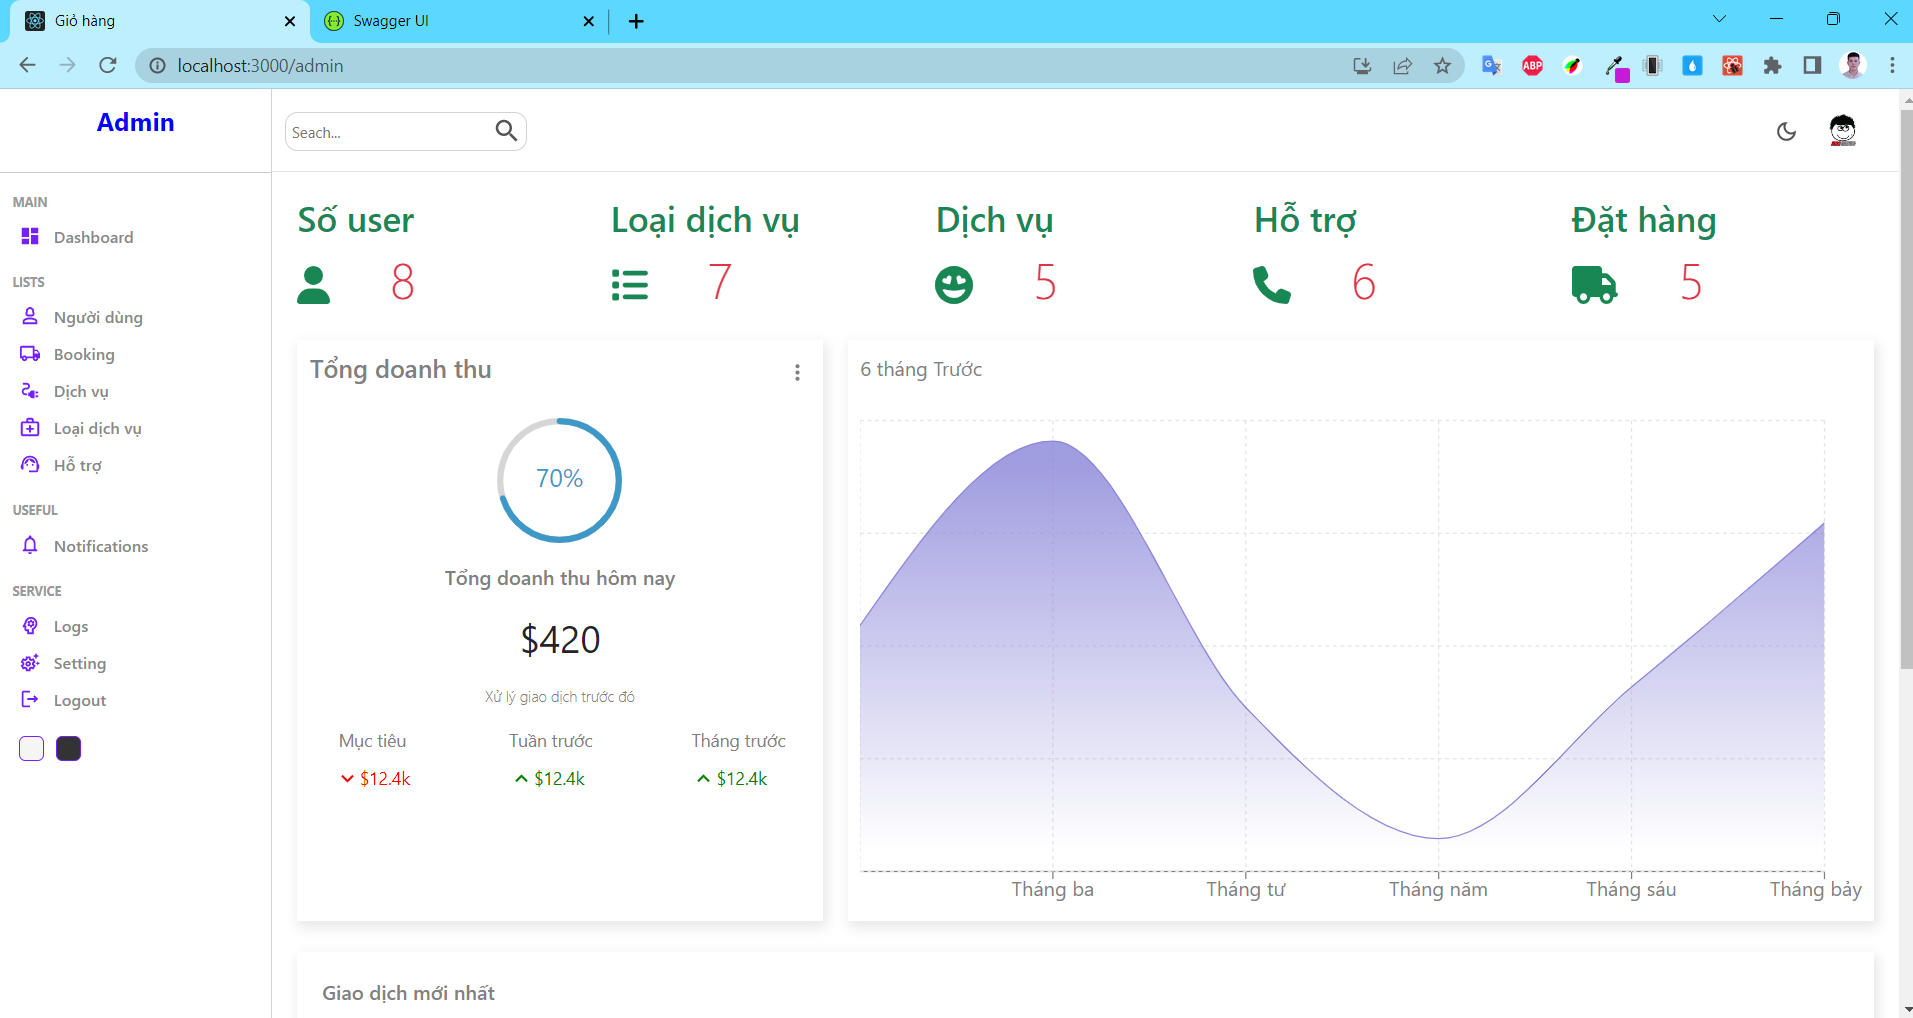 Giỏ hàng
Swagger UI
localhost:3000/admin
ABP
Admin
Seach...
MAIN
Dashboard
LISTS
Người dùng
Booking
Dịch vụ
Loại dịch vụ
Hỗ trợ
USEFUL
Notifications
SERVICE
Logs
Setting
Logout
Số user
Loại dịch vụ
Dịch vụ
Hỗ trợ
Đặt hàng
8
7
5
6
5
Tổng doanh thu
70%
Tổng doanh thu hôm nay
$420
Xử lý giao dịch trước đó
Mục tiêu
Tuần trước
Tháng trước
$12.4k
$12.4k
$12.4k
6 tháng Trước
Tháng ba
Tháng tư
Tháng năm
Tháng sáu
Tháng bảy
Giao dịch mới nhất